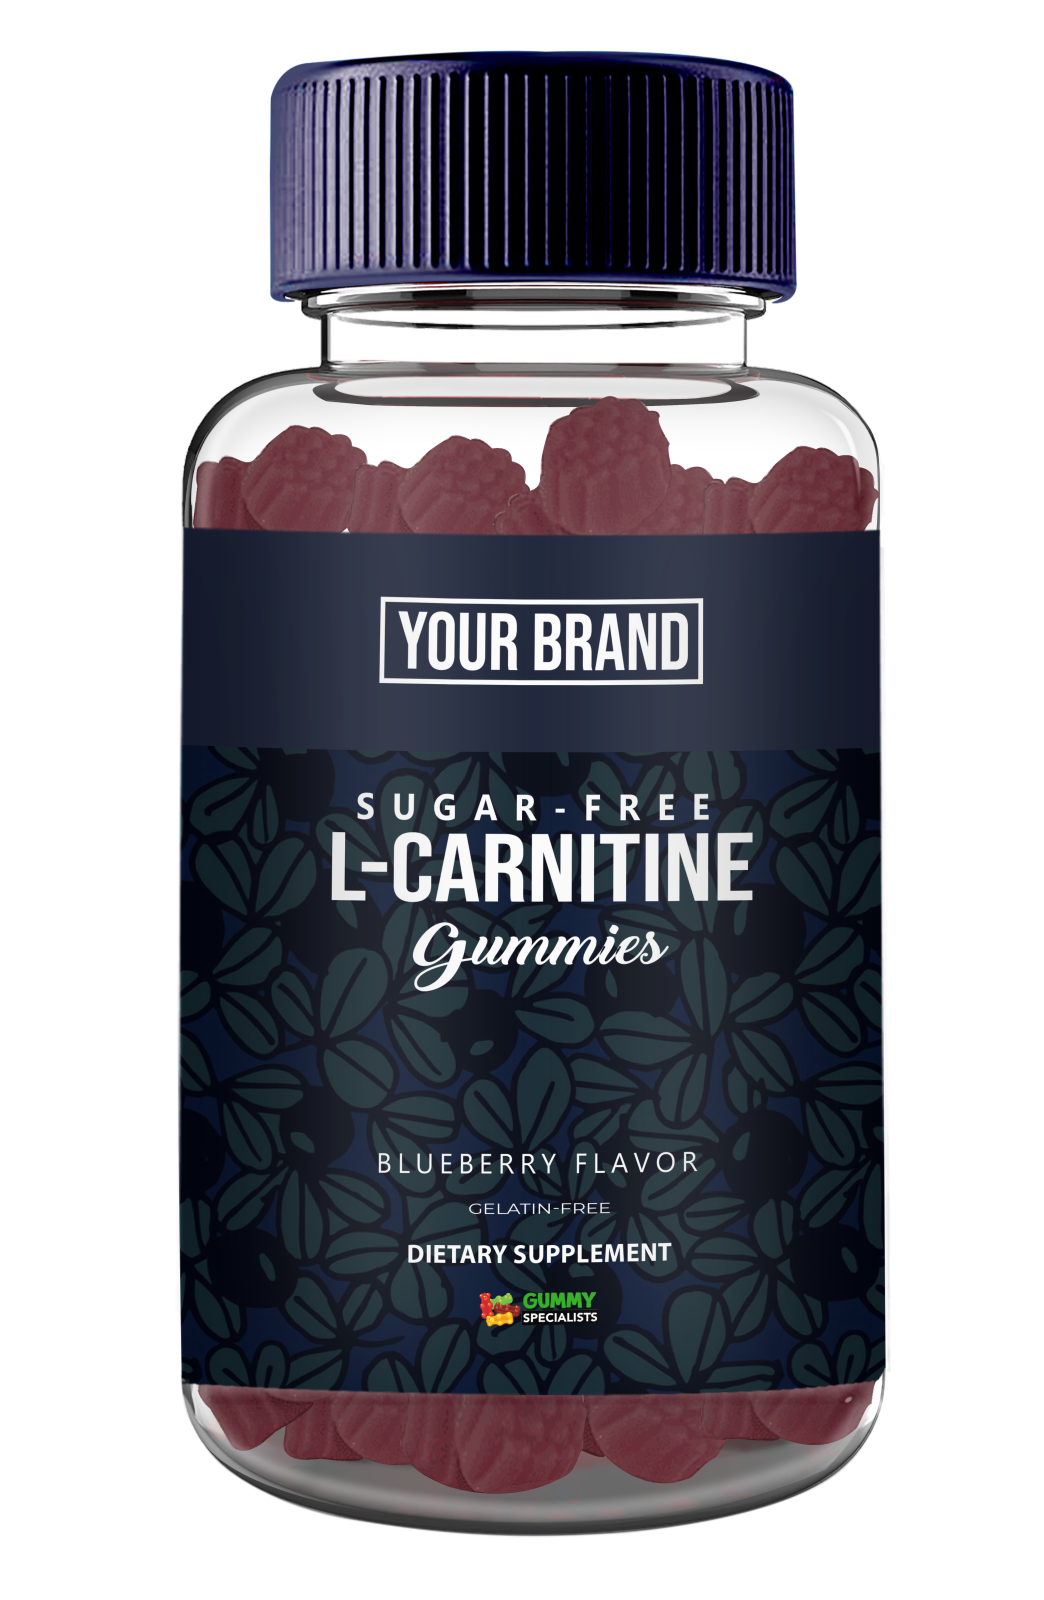 YOUR BRAND
SUGAR-FREE
L-CARNITINE
Gummies
BLUEBERRY FLAVOR
GELATIN-FREE
DIETARY SUPPLEMENT
GUMMY
SPECIALISTS